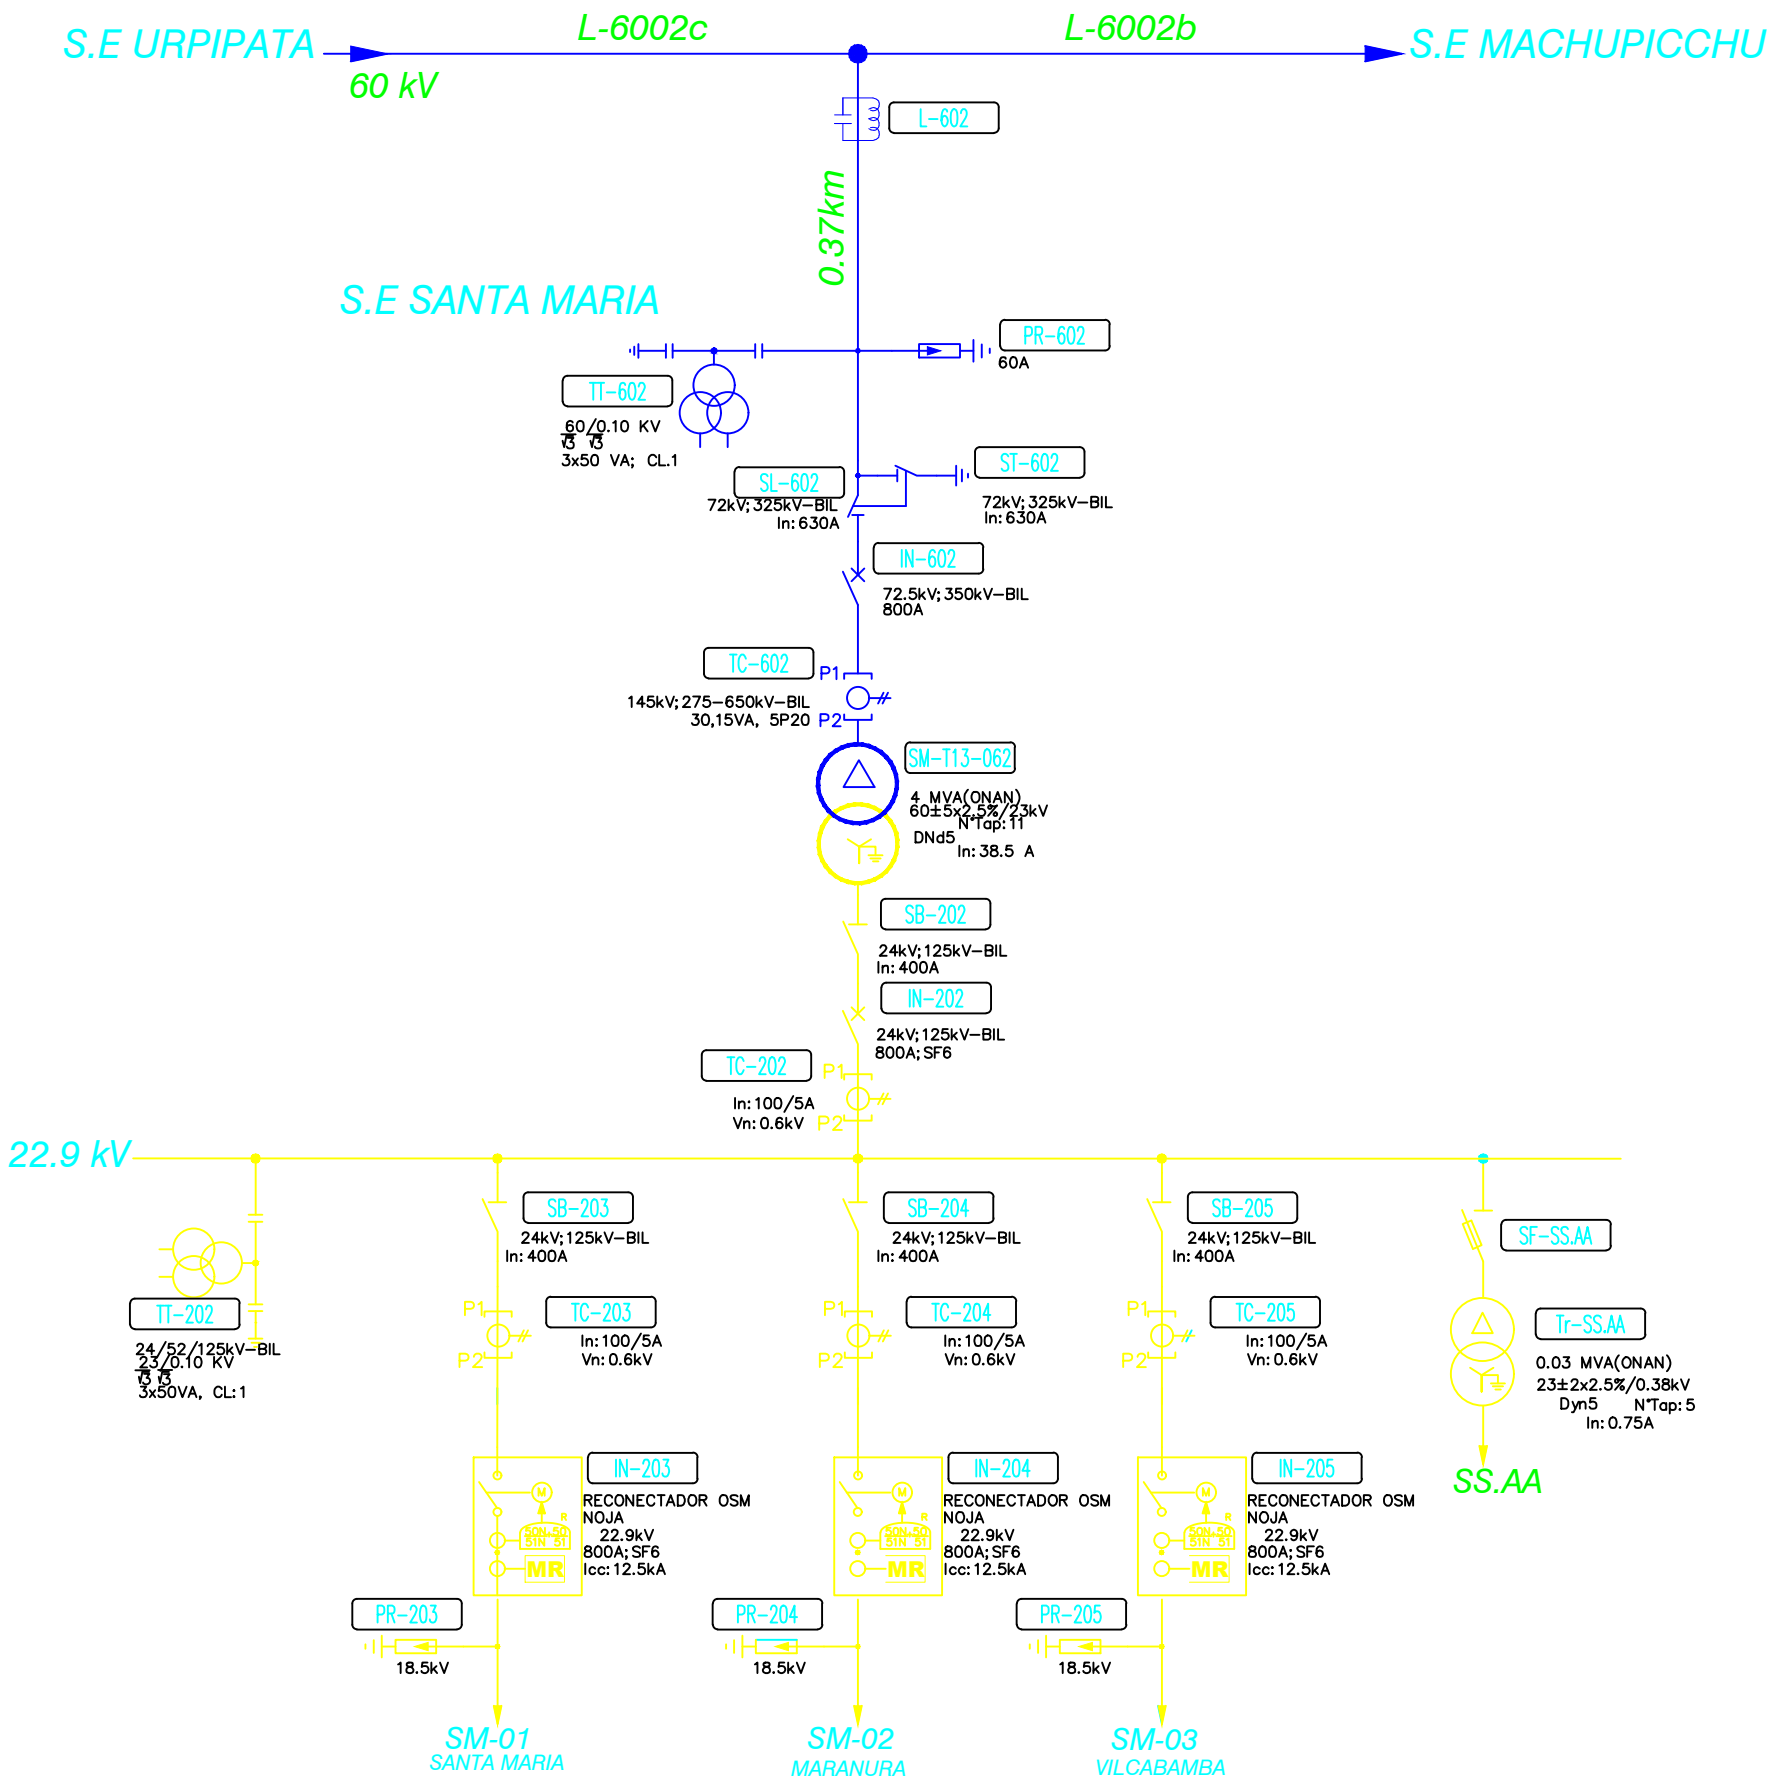 L-6002c
L-6002b
S.E URPIPATA
S.E MACHUPICCHU
60 kV
L-602
0.37km
S.E SANTA MARIA
PR-602
60A
TT-602
60/0.10 KV
√3 √3
3x50 VA; CL.1
ST-602
72kV;325kV-BIL
In:630A
SL-602
72kV;325kV-BIL
In:630A
IN-602
72.5kV;350kV-BIL
800A
TC-602
P1
145kV;275-650kV-BIL
30,15VA, 5P20
P2
SM-T13-062
4 MVA(ONAN)
60±5x2.5%/23kV
N°Tap:11
DNd5
In:38.5 A
SB-202
24kV;125kV-BIL
In:400A
IN-202
24kV;125kV-BIL
800A;SF6
TC-202
P1
In:100/5A
Vn:0.6kV
P2
22.9 kV
SB-203
24kV;125kV-BIL
In:400A
SB-204
24kV;125kV-BIL
In:400A
SB-205
24kV;125kV-BIL
In:400A
SF-SS.AA
TT-202
24/52/125kV-BIL
23/0.10 KV
√3 √3
3x50VA, CL:1
P1
TC-203
In:100/5A
Vn:0.6kV
P2
P1
TC-204
In:100/5A
Vn:0.6kV
P2
P1
TC-205
In:100/5A
Vn:0.6kV
P2
Tr-SS.AA
0.03 MVA(ONAN)
23±2x2.5%/0.38kV
Dyn5 N°Tap:5
In:0.75A
SS.AA
IN-203
RECONECTADOR OSM
NOJA
22.9kV
800A;SF6
Icc:12.5kA
M
R
50N-50
51N 51
MR
IN-204
RECONECTADOR OSM
NOJA
22.9kV
800A;SF6
Icc:12.5kA
M
R
50N-50
51N 51
MR
IN-205
RECONECTADOR OSM
NOJA
22.9kV
800A;SF6
Icc:12.5kA
M
R
50N-50
51N 51
MR
PR-203
18.5kV
PR-204
18.5kV
PR-205
18.5kV
SM-01
SANTA MARIA
SM-02
MARANURA
SM-03
VILCABAMBA